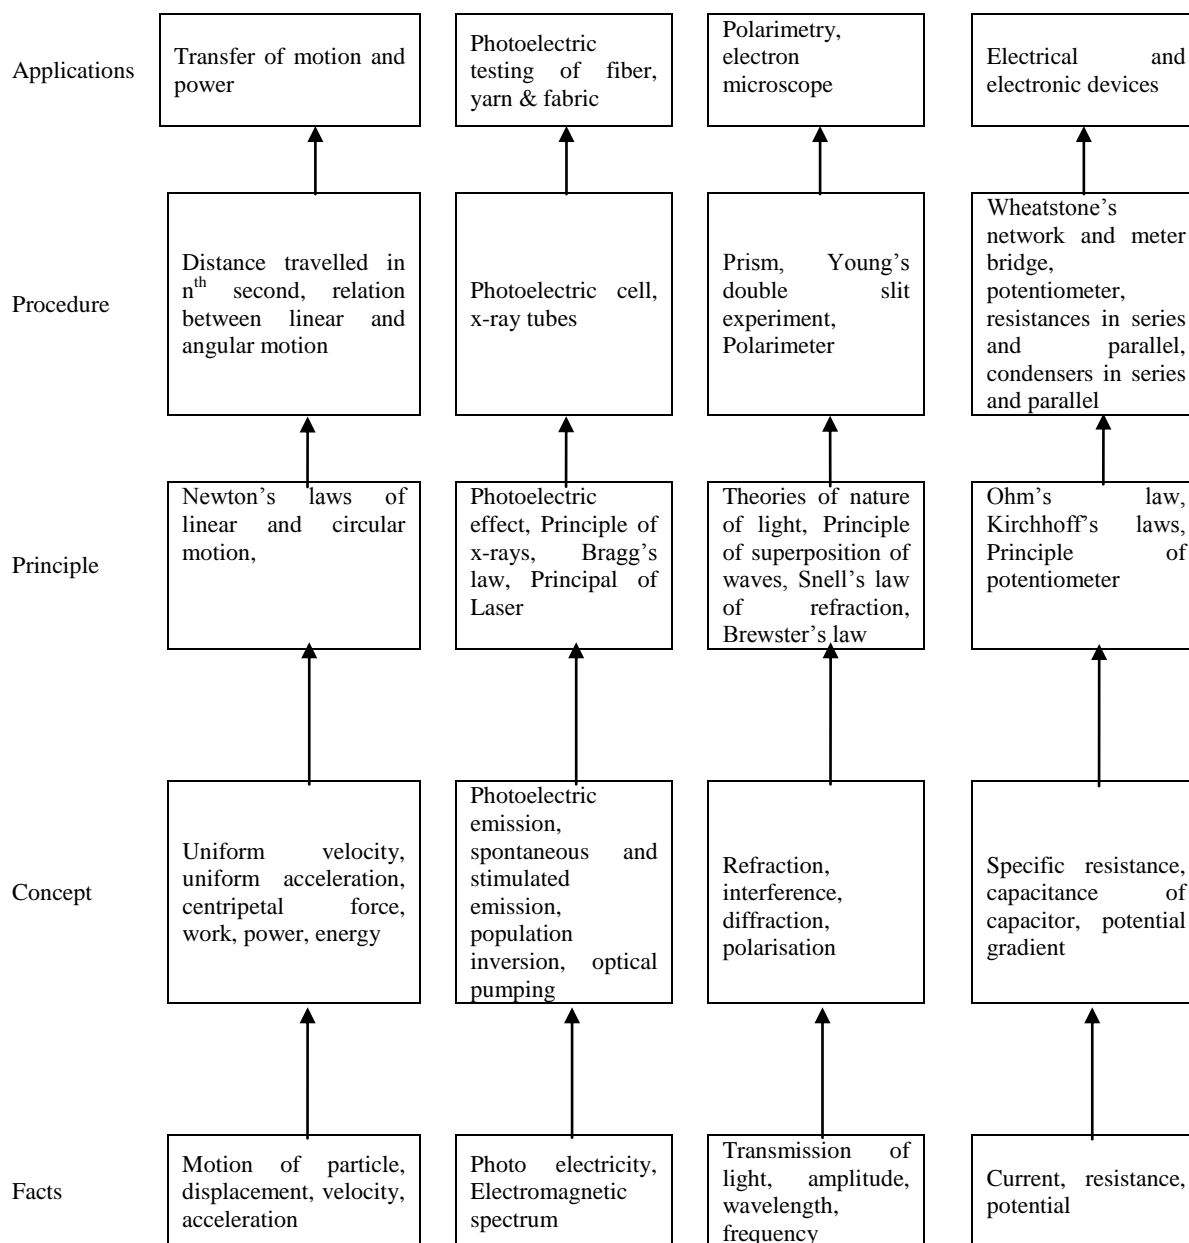 Applications
Transfer of motion and
power
Photoelectric
testing of fiber,
yarn & fabric
Polarimetry,
electron
microscope
Electrical and
electronic devices
Procedure
Distance travelled in
nth second, relation
between linear and
angular motion
Photoelectric cell,
x-ray tubes
Prism, Young’s
double slit
experiment,
Polarimeter
Wheatstone’s
network and meter
bridge,
potentiometer,
resistances in series
and parallel,
condensers in series
and parallel
Principle
Newton’s laws of
linear and circular
motion,
Photoelectric
effect, Principle of
x-rays, Bragg’s
law, Principal of
Laser
Theories of nature
of light, Principle
of superposition of
waves, Snell’s law
of refraction,
Brewster’s law
Ohm’s law,
Kirchhoff’s laws,
Principle of
potentiometer
Concept
Uniform velocity,
uniform acceleration,
centripetal force,
work, power, energy
Photoelectric
emission,
spontaneous and
stimulated
emission,
population
inversion, optical
pumping
Refraction,
interference,
diffraction,
polarisation
Specific resistance,
capacitance of
capacitor, potential
gradient
Facts
Motion of particle,
displacement, velocity,
acceleration
Photo electricity,
Electromagnetic
spectrum
Transmission of
light, amplitude,
wavelength,
frequency
Current, resistance,
potential